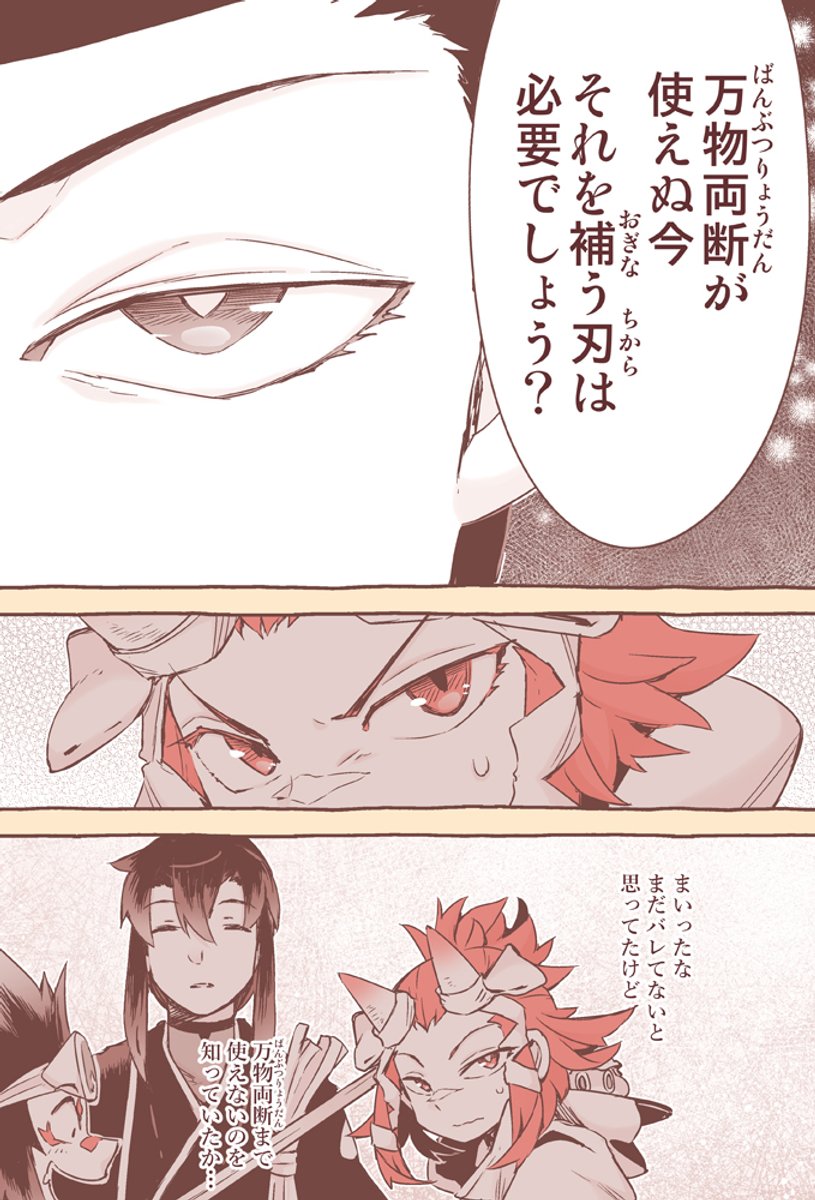 万物両断が
使えぬ今
それを補う刃は
必要でしょう？
まいったな
まだバレてないと
思ってたけど
万物両断まで
使えないのを
知っていたか…